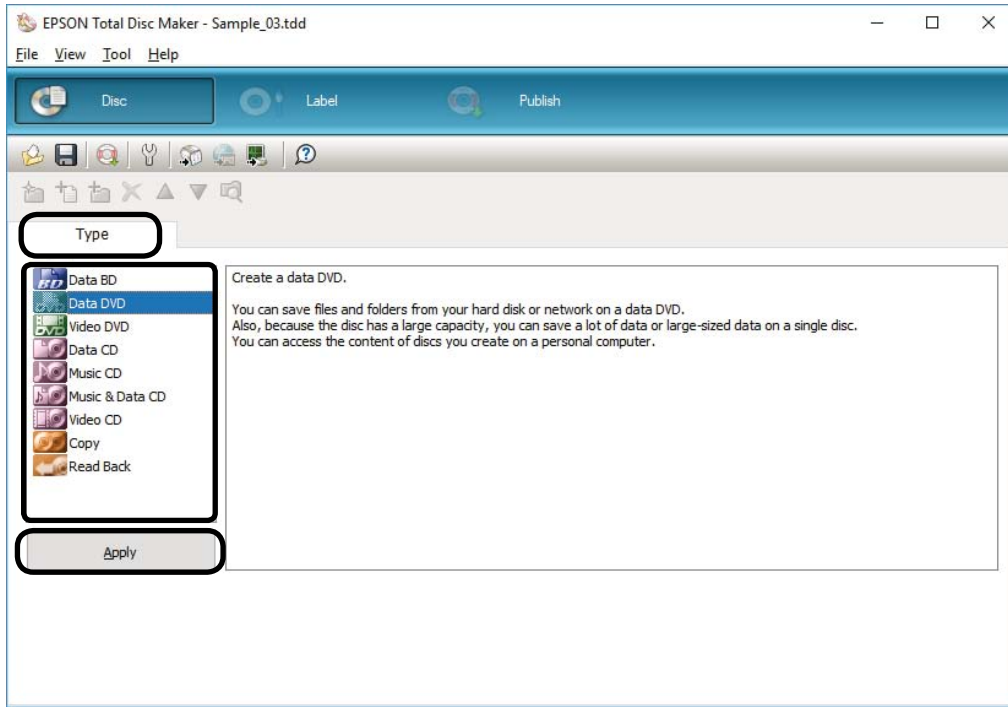 EPSON Total Disc Maker - Sample_03.tdd
File View Tool Help
Disc Label Publish
Type
BD Data BD
DVD Data DVD
DVD Video DVD
Data CD
Music CD
Music & Data CD
Video CD
Copy
Read Back
Apply
Create a data DVD.
You can save files and folders from your hard disk or network on a data DVD.
Also, because the disc has a large capacity, you can save a lot of data or large-sized data on a single disc.
You can access the content of discs you create on a personal computer.